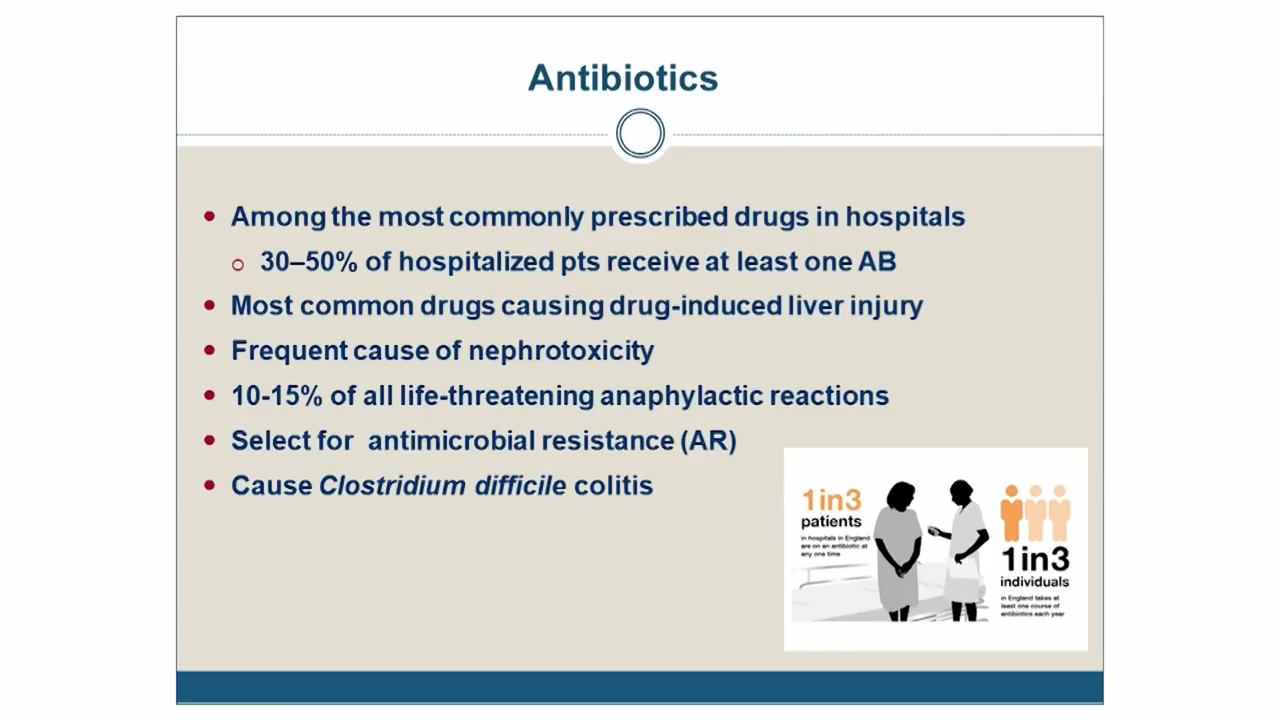 Antibiotics
Among the most commonly prescribed drugs in hospitals
30–50% of hospitalized pts receive at least one AB
Most common drugs causing drug-induced liver injury
Frequent cause of nephrotoxicity
10-15% of all life-threatening anaphylactic reactions
Select for antimicrobial resistance (AR)
Cause Clostridium difficile colitis
1in3
patients
in hospitals in England
are on an antibiotic at
any one time
1in3
individuals
in England takes at
least one course of
antibiotics each year